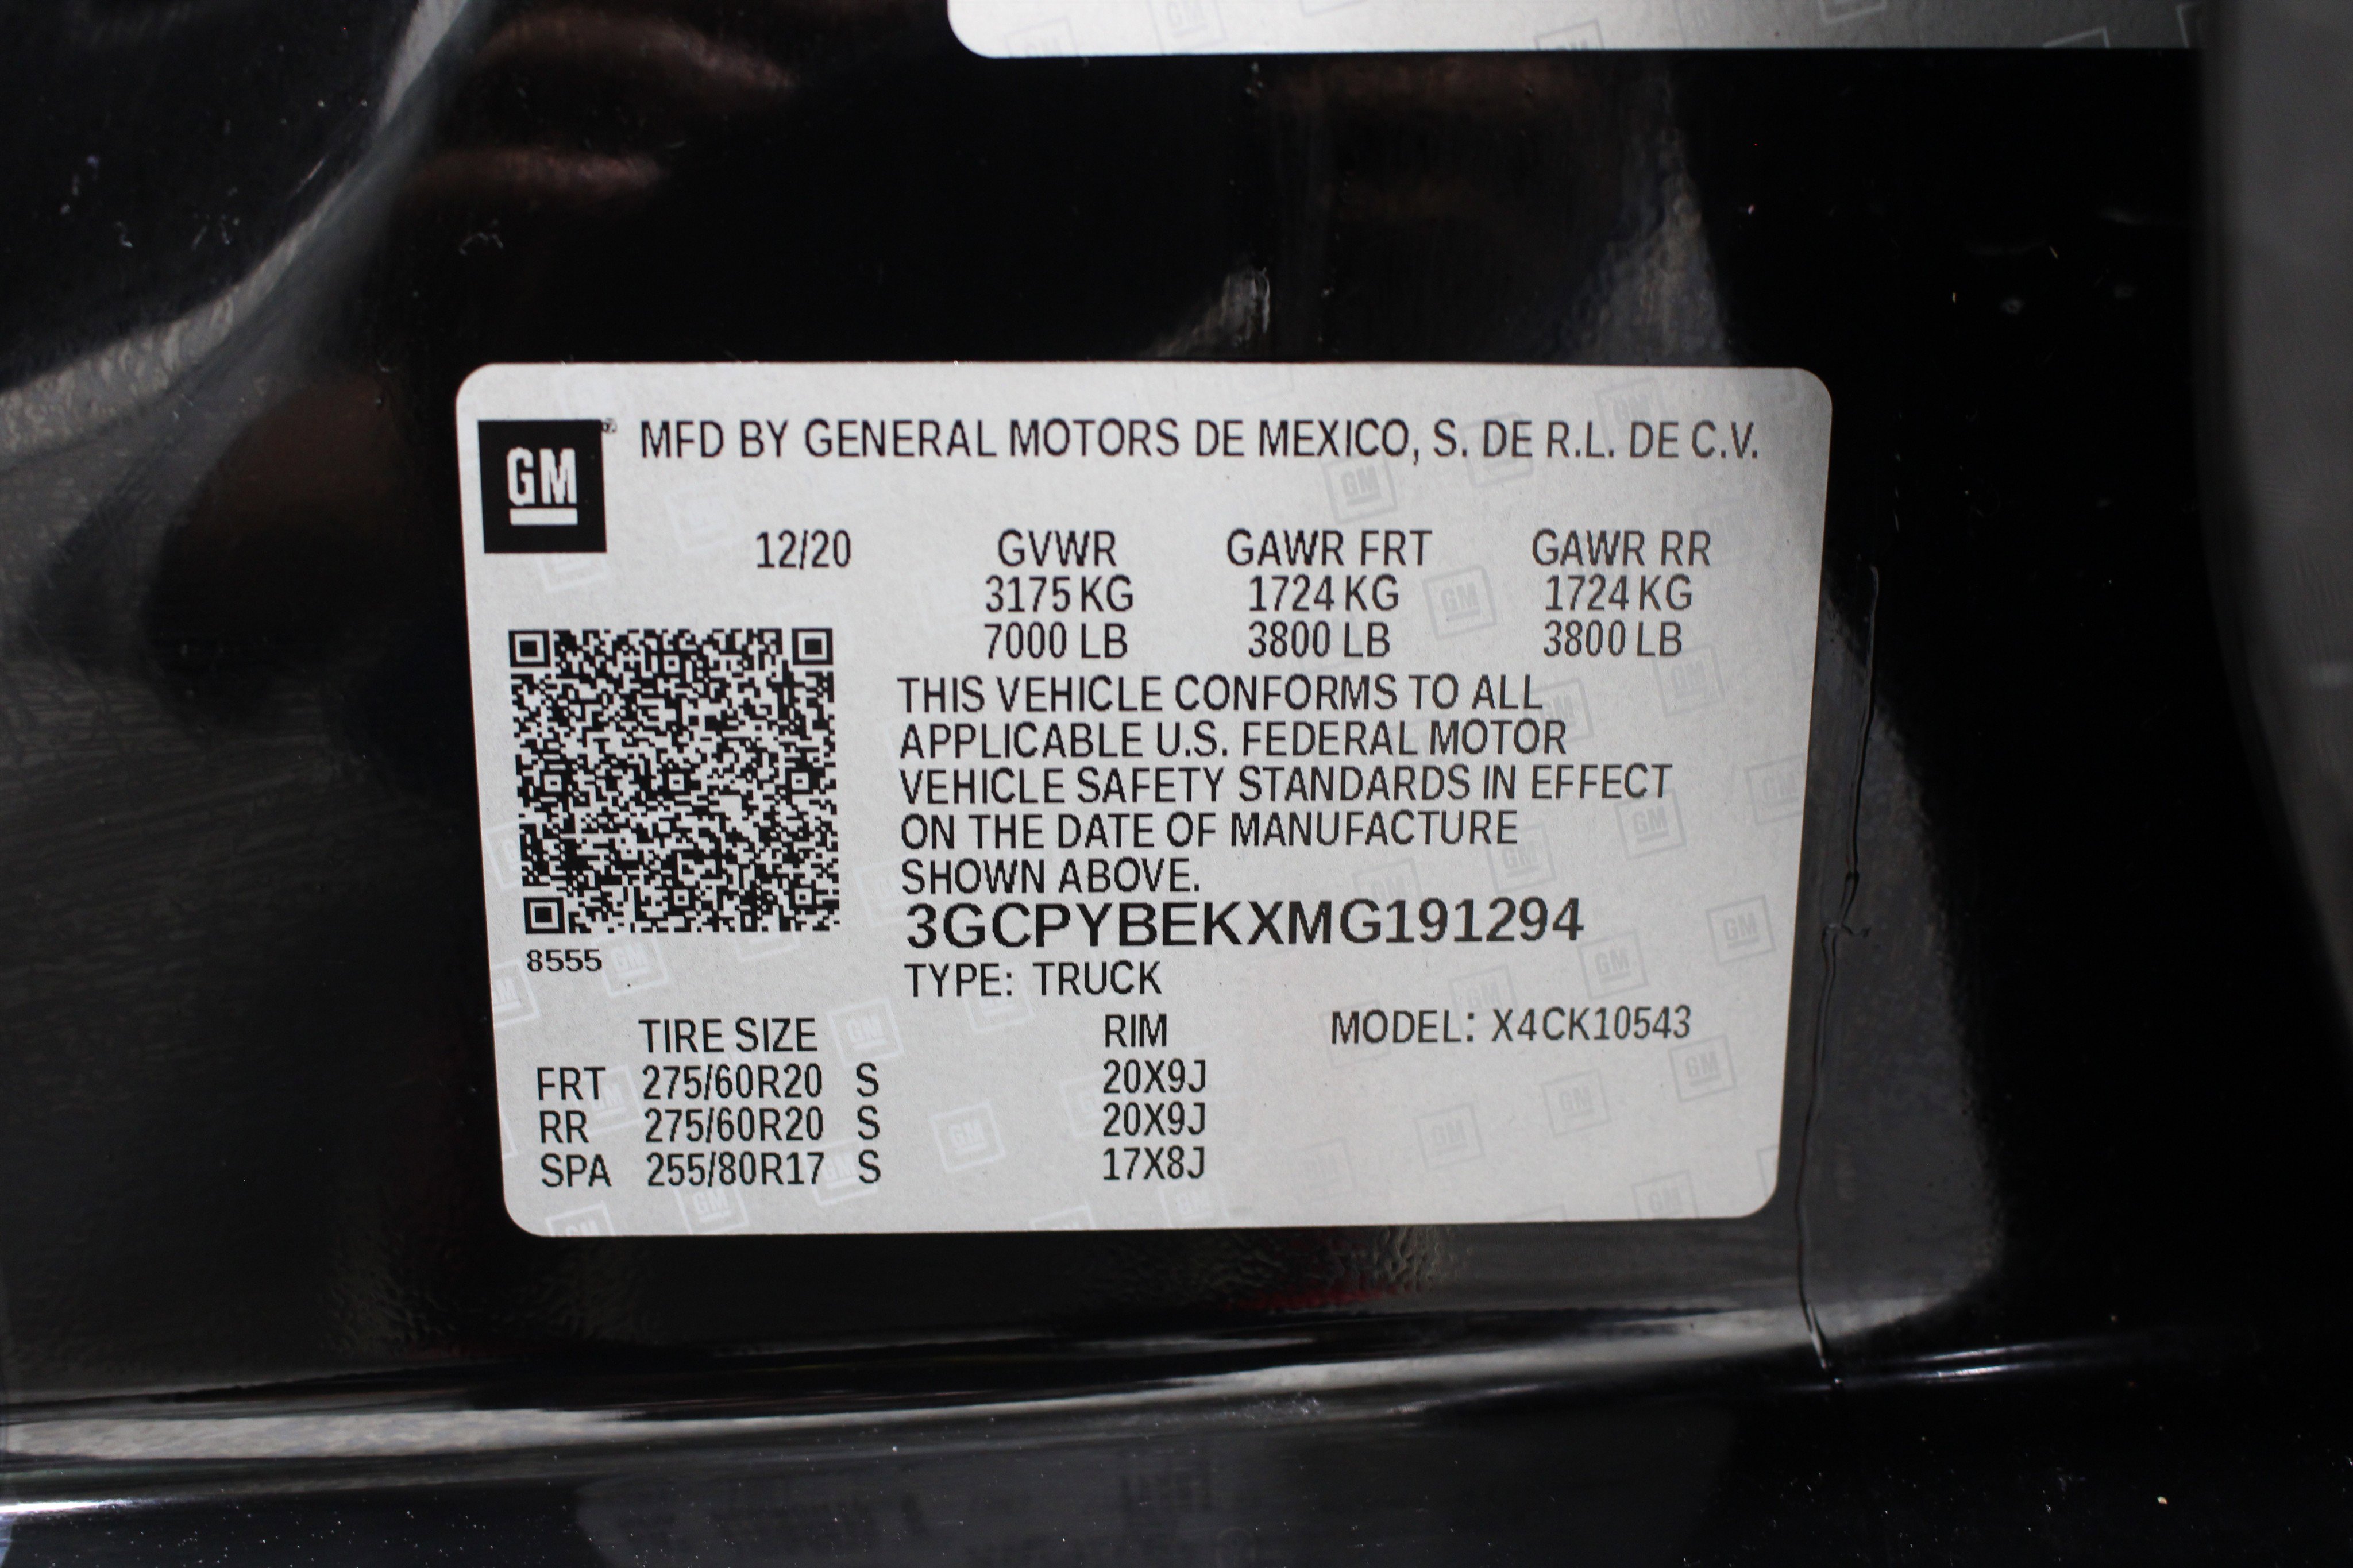 GM
MFD BY GENERAL MOTORS DE MEXICO, S. DE R.L. DE C.V.
12/20 GVWR GAWR FRT GAWR RR
3175 KG 1724 KG 1724 KG
7000 LB 3800 LB 3800 LB
THIS VEHICLE CONFORMS TO ALL
APPLICABLE U.S. FEDERAL MOTOR
VEHICLE SAFETY STANDARDS IN EFFECT
ON THE DATE OF MANUFACTURE
SHOWN ABOVE.
3GCPYBEKXMG191294
8555
TYPE: TRUCK
TIRE SIZE RIM MODEL: X4CK10543
FRT 275/60R20 S 20X9J
RR 275/60R20 S 20X9J
SPA 255/80R17 S 17X8J